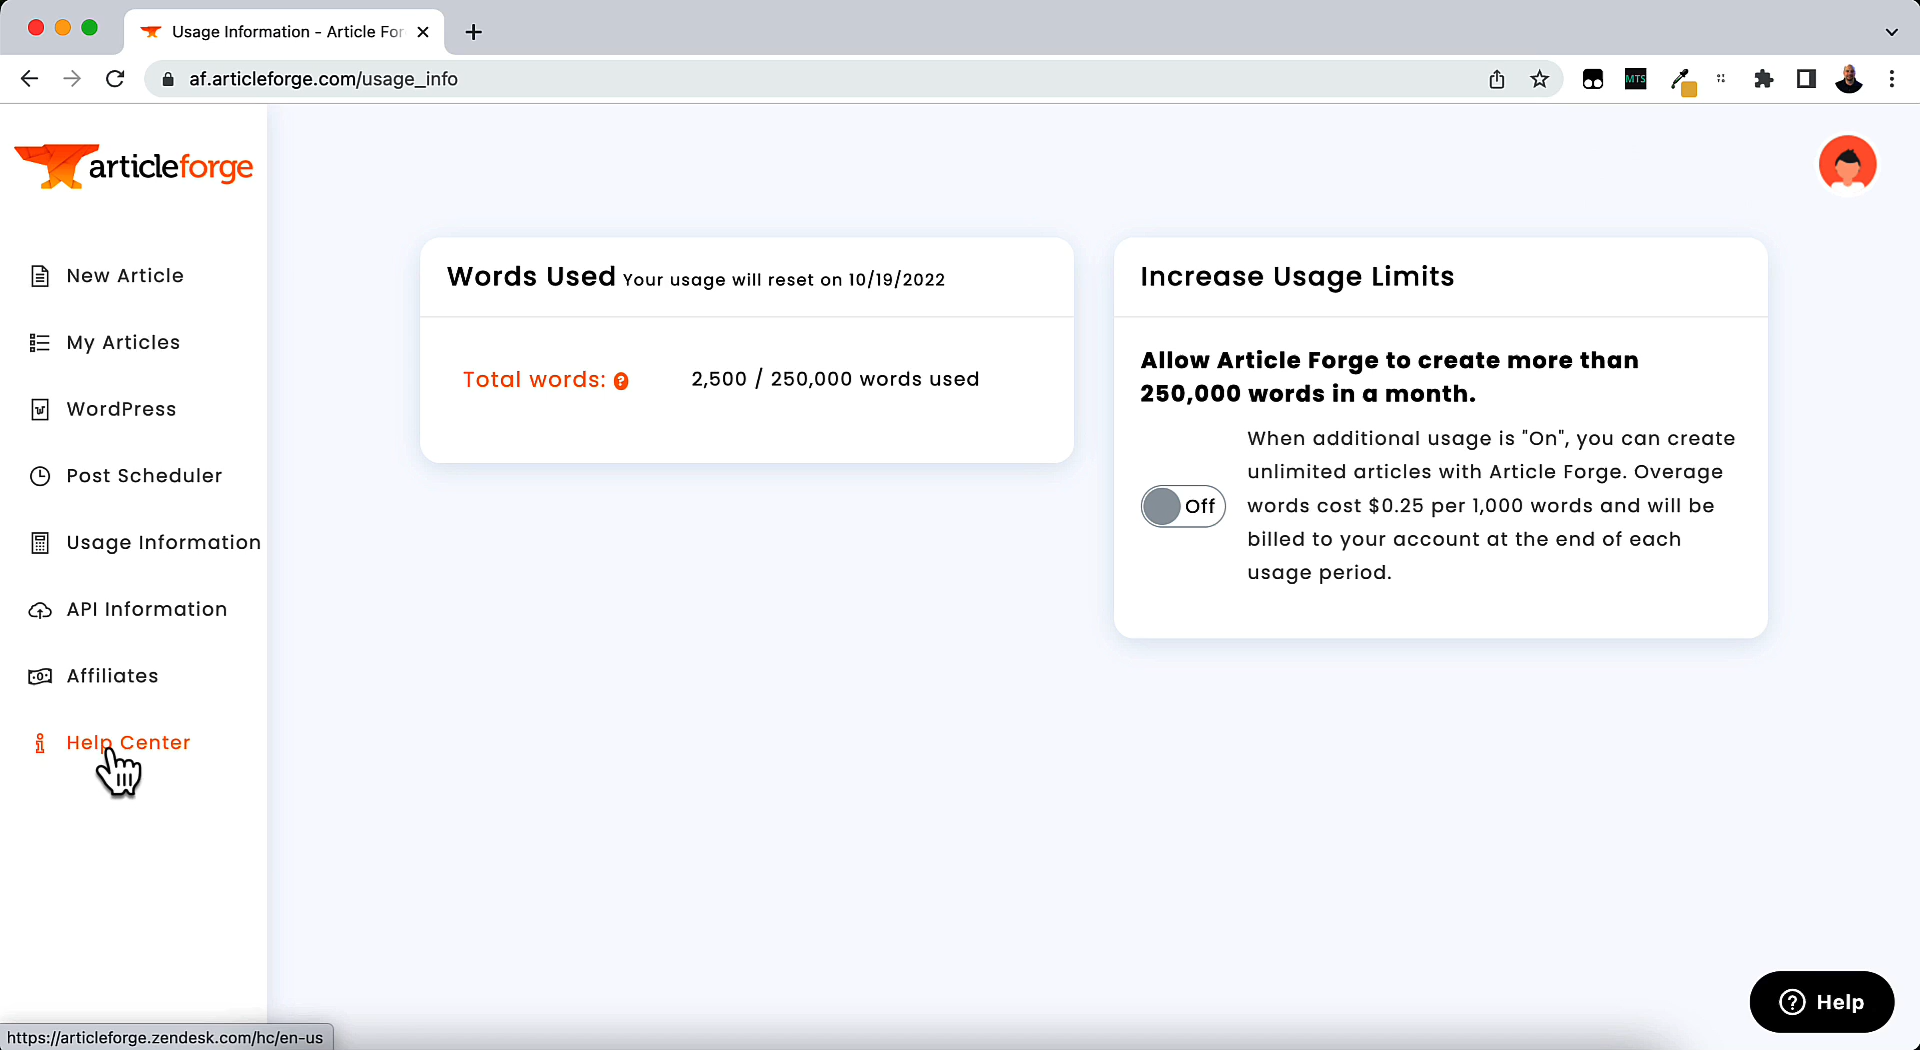 Usage Information - Article For
af.articleforge.com/usage_info
MTS
articleforge
New Article
My Articles
WordPress
Post Scheduler
Usage Information
API Information
Affiliates
Help Center
Words Used Your usage will reset on 10/19/2022
Total words: ? 2,500 / 250,000 words used
Increase Usage Limits
Allow Article Forge to create more than
250,000 words in a month.
Off
When additional usage is "On", you can create
unlimited articles with Article Forge. Overage
words cost $0.25 per 1,000 words and will be
billed to your account at the end of each
usage period.
? Help
https://articleforge.zendesk.com/hc/en-us